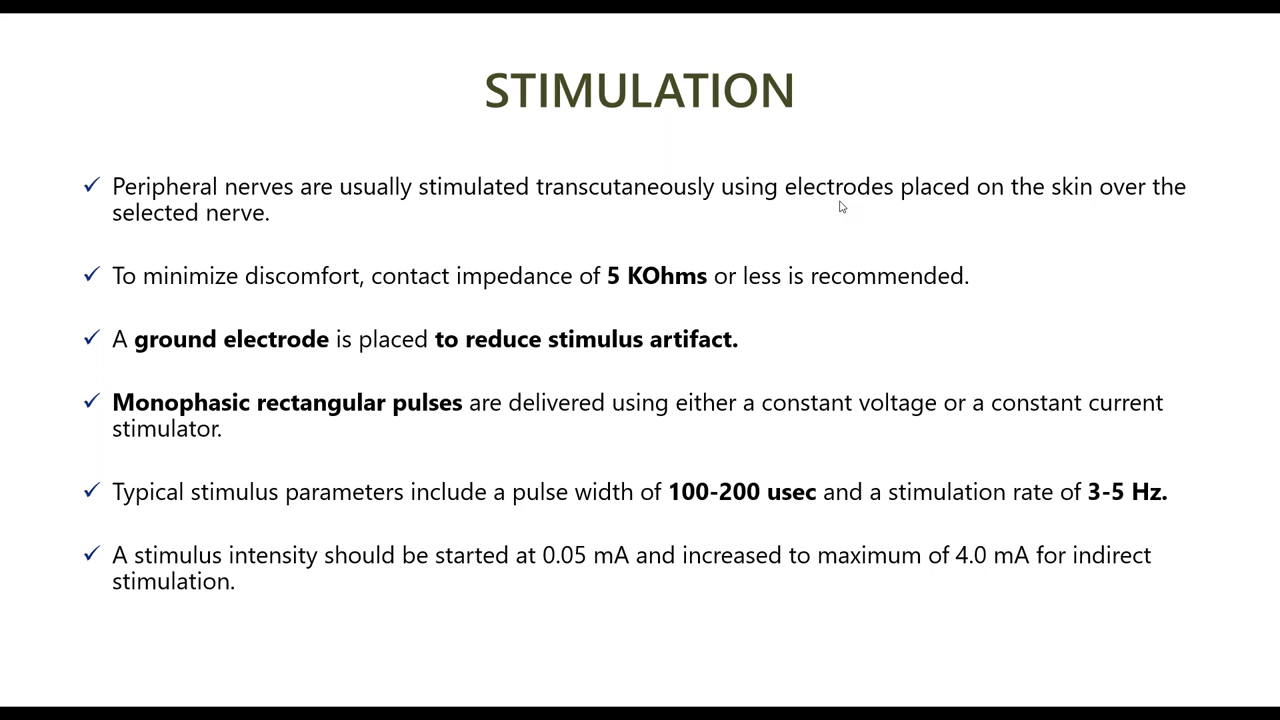 STIMULATION
✓ Peripheral nerves are usually stimulated transcutaneously using electrodes placed on the skin over the
selected nerve.
✓ To minimize discomfort, contact impedance of 5 KOhms or less is recommended.
✓ A ground electrode is placed to reduce stimulus artifact.
✓ Monophasic rectangular pulses are delivered using either a constant voltage or a constant current
stimulator.
✓ Typical stimulus parameters include a pulse width of 100-200 usec and a stimulation rate of 3-5 Hz.
✓ A stimulus intensity should be started at 0.05 mA and increased to maximum of 4.0 mA for indirect
stimulation.